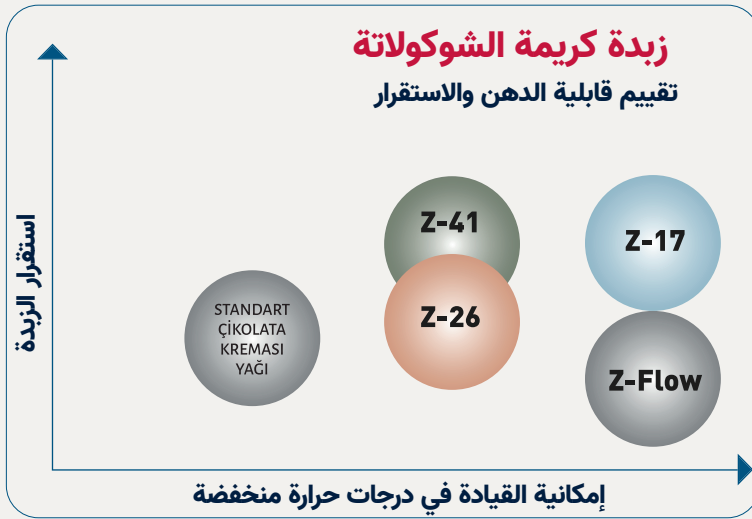 زبدة كريمة الشوكولاتة
تقييم قابلية الدهن والاستقرار
استقرار الزبدة
Z-41
Z-17
Z-26
STANDART
ÇİKOLATA
KREMASI
YAĞI
Z-Flow
إمكانية القيادة في درجات حرارة منخفضة